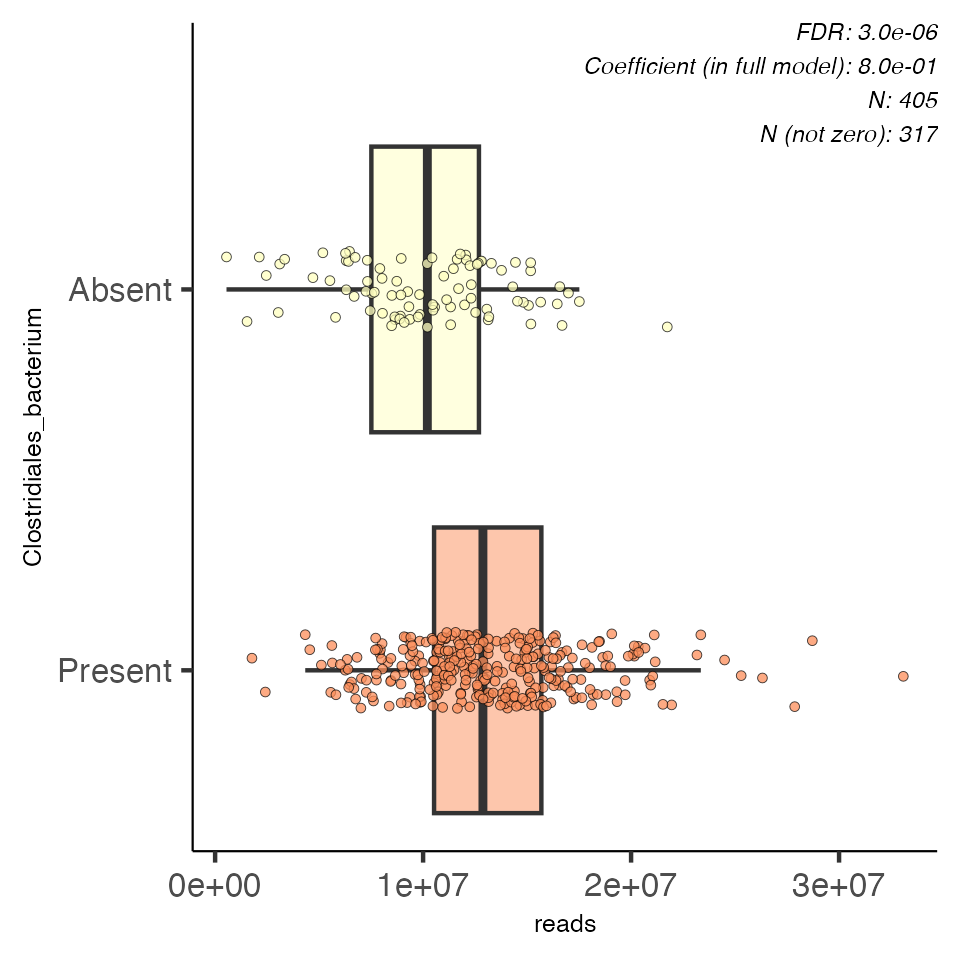 FDR: 3.0e-06
Coefficient (in full model): 8.0e-01
N: 405
N (not zero): 317
Absent
Clostridiales_bacterium
Present
0e+00 1e+07 2e+07 3e+07
reads